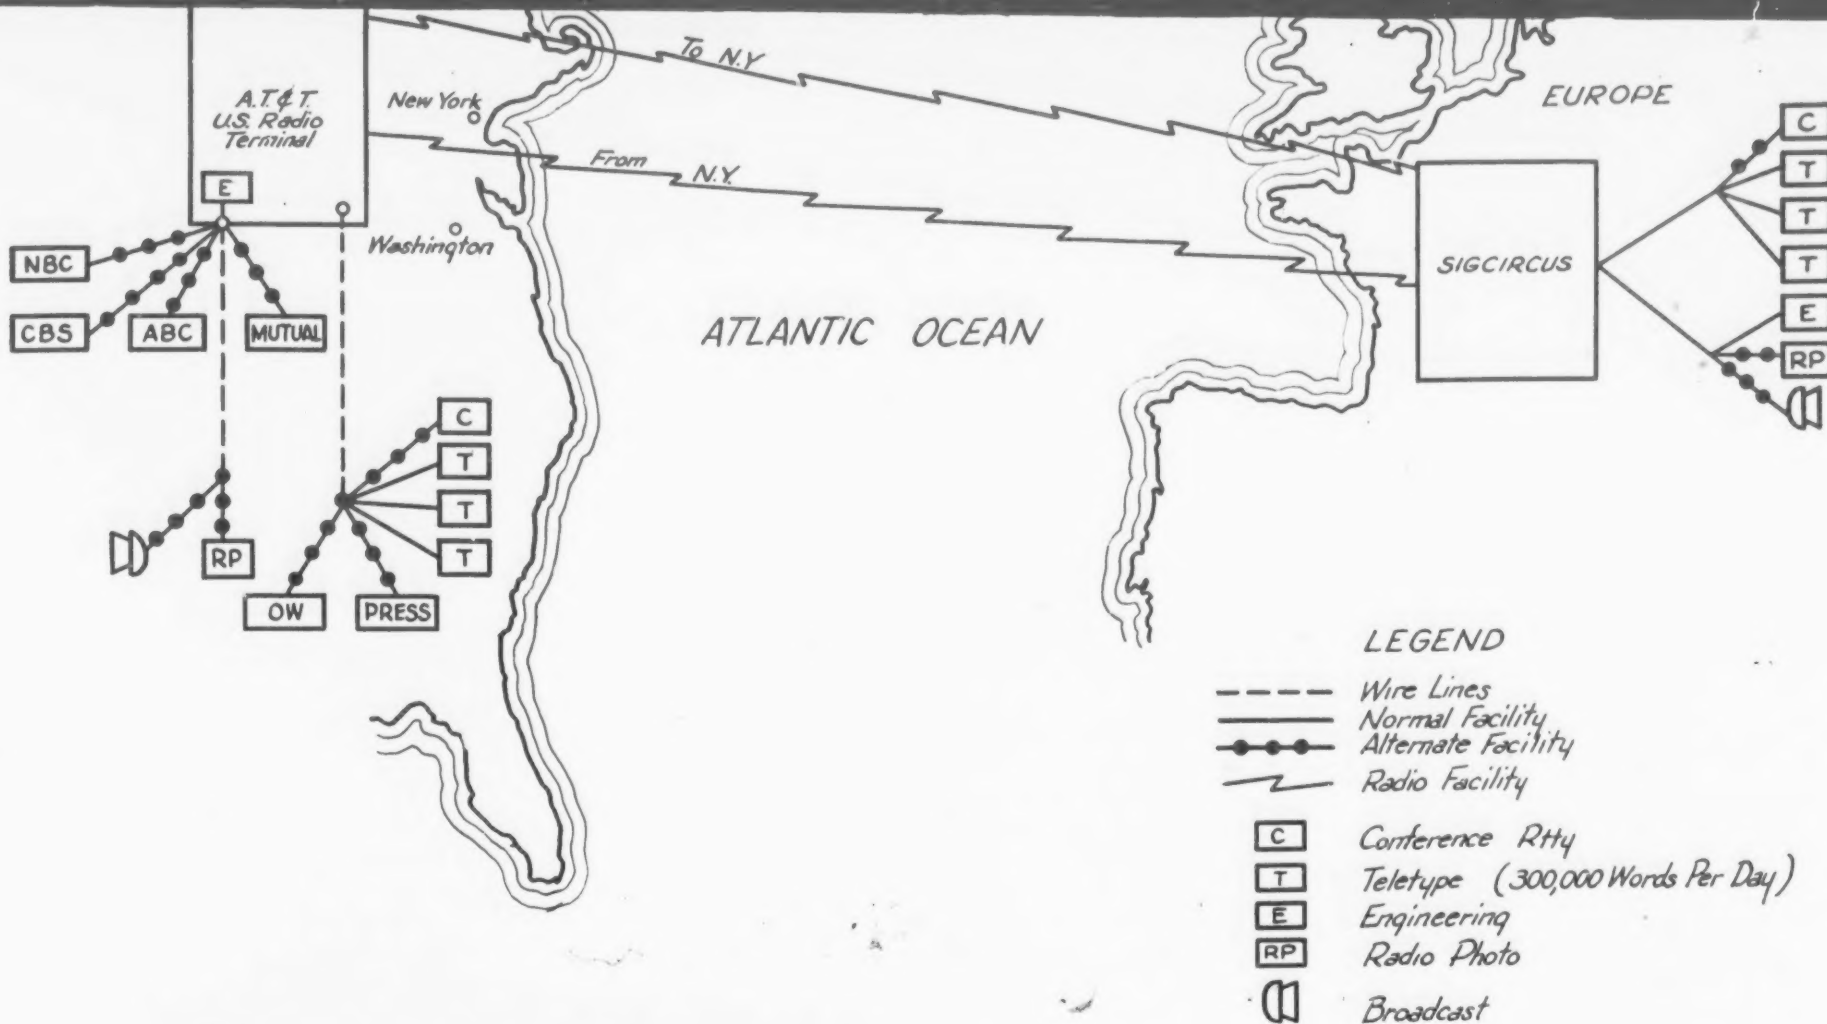 To N.Y
EUROPE
A.T.&T.
U.S. Radio
Terminal
New York
From N.Y.
E
Washington
NBC
CBS
ABC
MUTUAL
ATLANTIC OCEAN
SIGCIRCUS
C
T
T
T
E
RP
C
T
T
T
RP
OW
PRESS
LEGEND
Wire Lines
Normal Facility
Alternate Facility
Radio Facility
C Conference RTty
T Teletype (300,000 Words Per Day)
E Engineering
RP Radio Photo
Broadcast